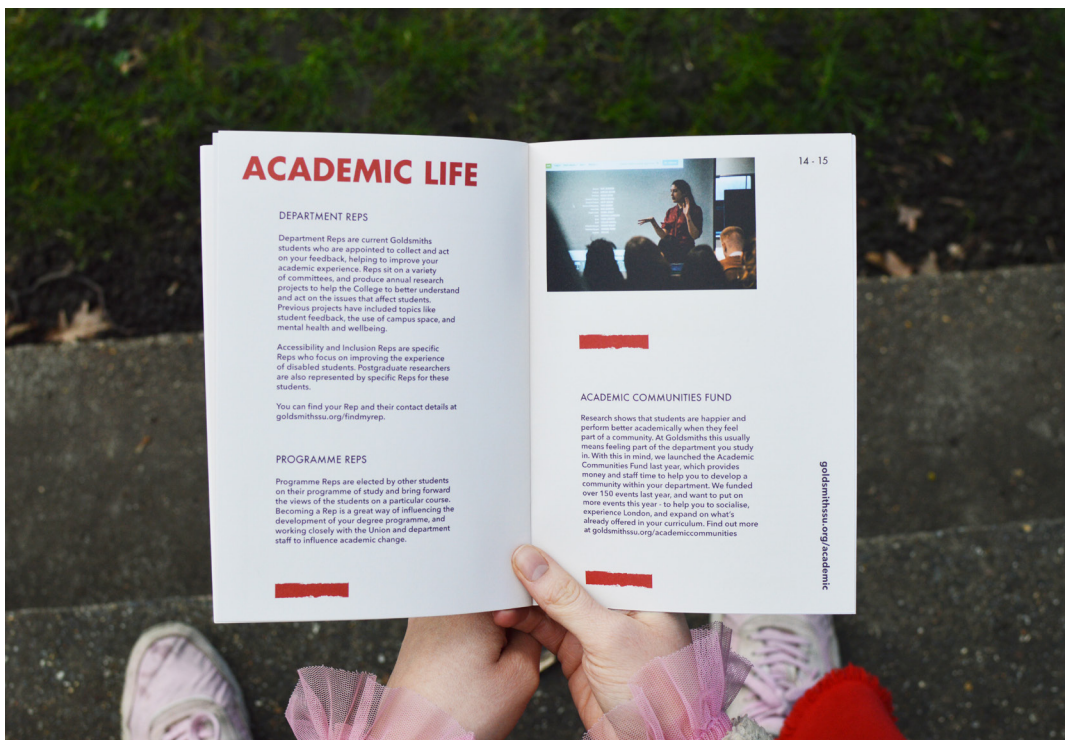 ACADEMIC LIFE
DEPARTMENT REPS
Department Reps are current Goldsmiths
students who are appointed to collect and act
on your feedback, helping to improve your
academic experience. Reps sit on a variety
of committees, and produce annual research
projects to help the College to better understand
and act on the issues that affect students.
Previous projects have included topics like
student feedback, the use of campus space, and
mental health and wellbeing.
Accessibility and Inclusion Reps are specific
Reps who focus on improving the experience
of disabled students. Postgraduate researchers
are also represented by specific Reps for these
students.
You can find your Rep and their contact details at
goldsmithssu.org/findmyrep.
PROGRAMME REPS
Programme Reps are elected by other students
on their programme of study and bring forward
the views of the students on a particular course.
Becoming a Rep is a great way of influencing the
development of your degree programme, and
working closely with the Union and department
staff to influence academic change.
14 - 15
ACADEMIC COMMUNITIES FUND
Research shows that students are happier and
perform better academically when they feel
part of a community. At Goldsmiths this usually
means feeling part of the department you study
in. With this in mind, we launched the Academic
Communities Fund last year, which provides
money and staff time to help you to develop a
community within your department. We funded
over 150 events last year, and want to put on
more events this year - to help you to socialise,
experience London, and expand on what's
already offered in your curriculum. Find out more
at goldsmithssu.org/academiccommunities
goldsmithssu.org/academic